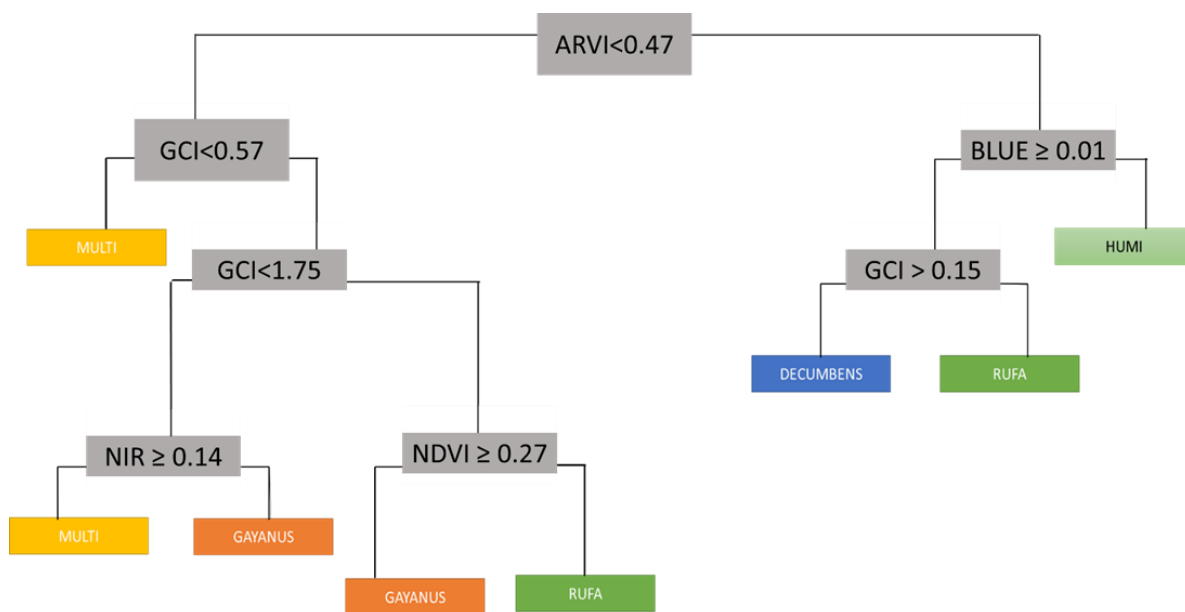 ARVI<0.47
GCI<0.57
BLUE ≥ 0.01
MULTI
HUMI
GCI<1.75
GCI > 0.15
DECUMBENS
RUFA
NIR ≥ 0.14
NDVI ≥ 0.27
MULTI
GAYANUS
GAYANUS
RUFA